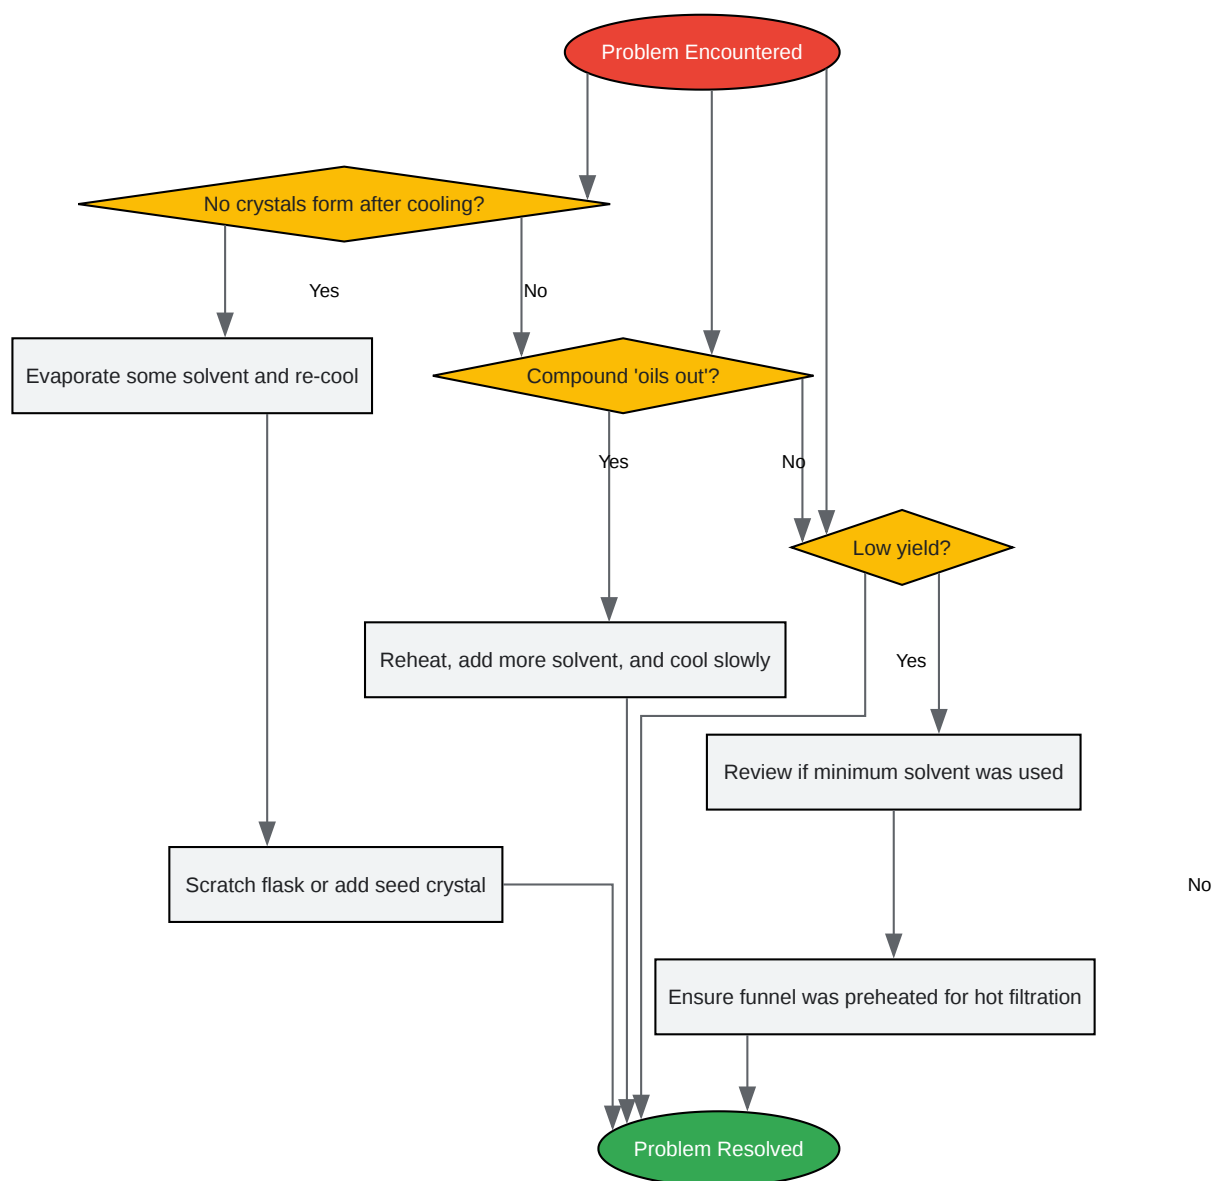 Problem Encountered
No crystals form after cooling?
Yes
No
Evaporate some solvent and re-cool
Compound 'oils out'?
Yes
No
Low yield?
Reheat, add more solvent, and cool slowly
Yes
Review if minimum solvent was used
Scratch flask or add seed crystal
No
Ensure funnel was preheated for hot filtration
Problem Resolved